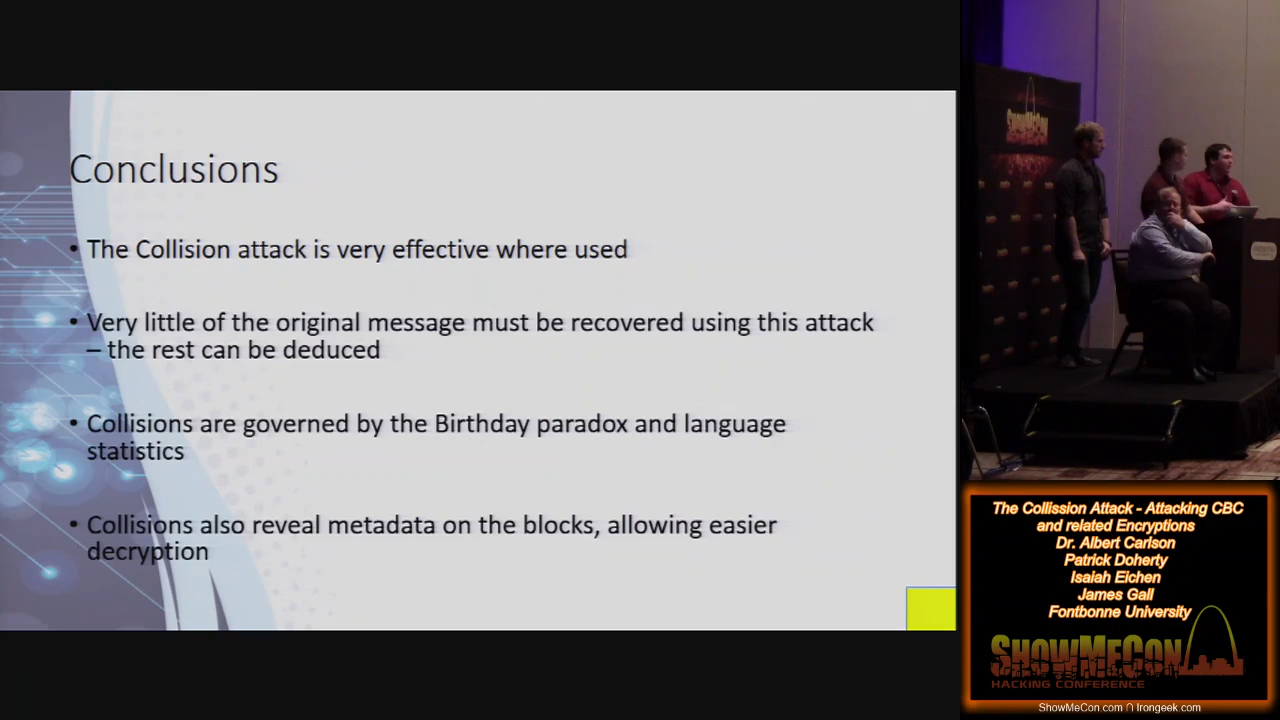 Conclusions
• The Collision attack is very effective where used
• Very little of the original message must be recovered using this attack
– the rest can be deduced
• Collisions are governed by the Birthday paradox and language
statistics
• Collisions also reveal metadata on the blocks, allowing easier
decryption
SHOWMECON
The Collission Attack - Attacking CBC
and related Encryptions
Dr. Albert Carlson
Patrick Doherty
Isaiah Eichen
James Gall
Fontbonne University
SHOWMECON
HACKING CONFERENCE
ShowMeCon.com ∩ Irongeek.com